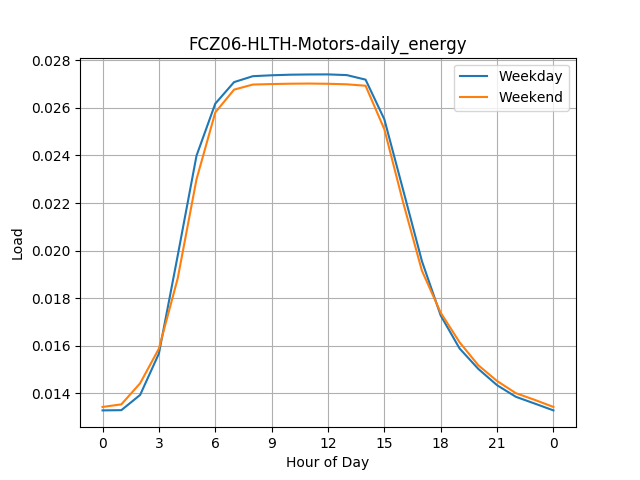 FCZ06-HLTH-Motors-daily_energy
Weekday
Weekend
0.028
0.026
0.024
0.022
0.020
0.018
0.016
0.014
Load
0 3 6 9 12 15 18 21 0
Hour of Day